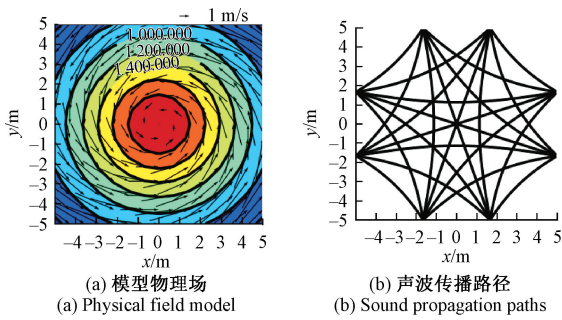 → 1 m/s
5
4
3
2
1
0
−1
−2
−3
−4
−5
y/m
1 000.000
1 200.000
1 400.000
−4 −3 −2 −1 0 1 2 3 4 5
x/m
(a) 模型物理场
(a) Physical field model
5
4
3
2
1
0
−1
−2
−3
−4
−5
y/m
−4 −3 −2 −1 0 1 2 3 4 5
x/m
(b) 声波传播路径
(b) Sound propagation paths